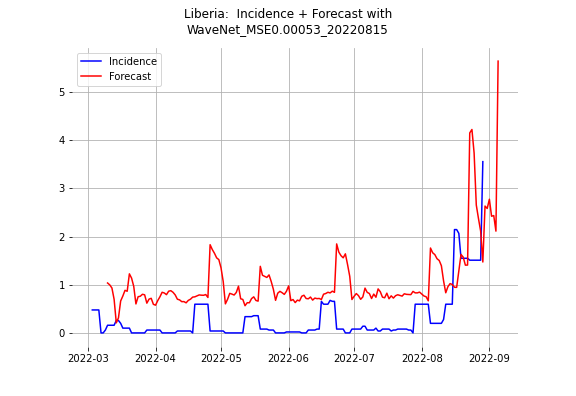 Liberia:  Incidence + Forecast with
WaveNet_MSE0.00053_20220815
Incidence
Forecast
5
4
3
2
1
0
2022-03 2022-04 2022-05 2022-06 2022-07 2022-08 2022-09